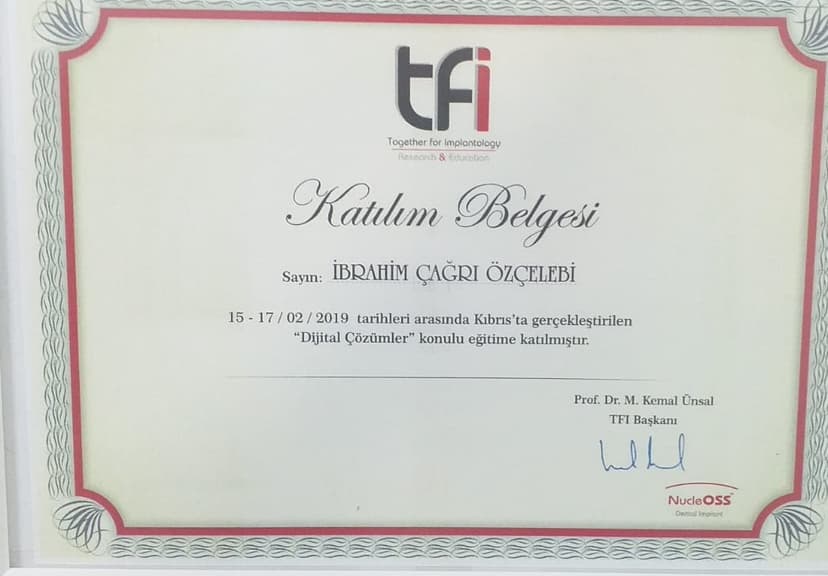 tfi
Together for Implantology
Research & Education
Katılım Belgesi
Sayın: İBRAHİM ÇAĞRI ÖZÇELEBİ
15 - 17 / 02 / 2019 tarihleri arasında Kıbrıs'ta gerçekleştirilen
“Dijital Çözümler” konulu eğitime katılmıştır.
Prof. Dr. M. Kemal Ünsal
TFI Başkanı
NucleOSS
Dental Implant